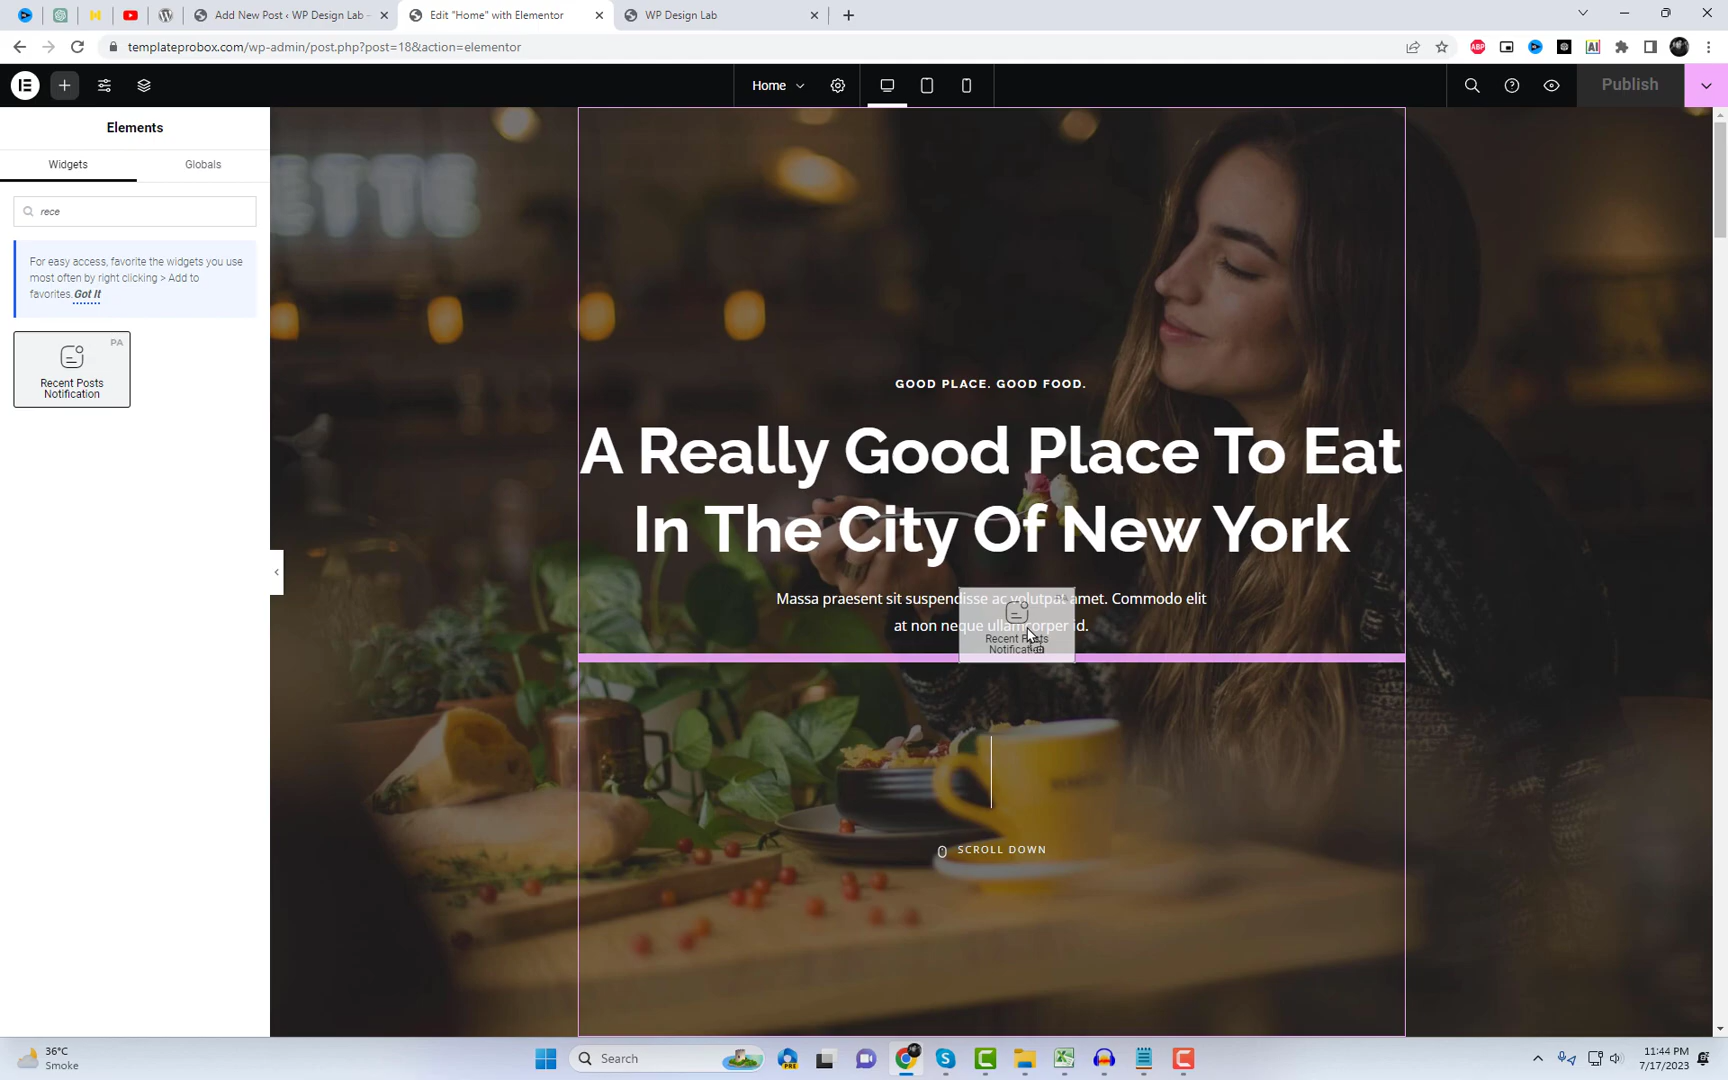 Add New Post ‹ WP Design Lab -
Edit "Home" with Elementor
WP Design Lab
templateprobox.com/wp-admin/post.php?post=18&action=elementor
ABP
AI
Home
Publish
Elements
Widgets
Globals
rece
For easy access, favorite the widgets you use
most often by right clicking > Add to
favorites. Got It
PA
Recent Posts
Notification
GOOD PLACE. GOOD FOOD.
A Really Good Place To Eat
In The City Of New York
Massa praesent sit suspendisse ac volutpat amet. Commodo elit
at non neque ullamcorper id.
PA
Recent Posts
Notification
SCROLL DOWN
36°C
Smoke
Search
PRE
11:44 PM
7/17/2023